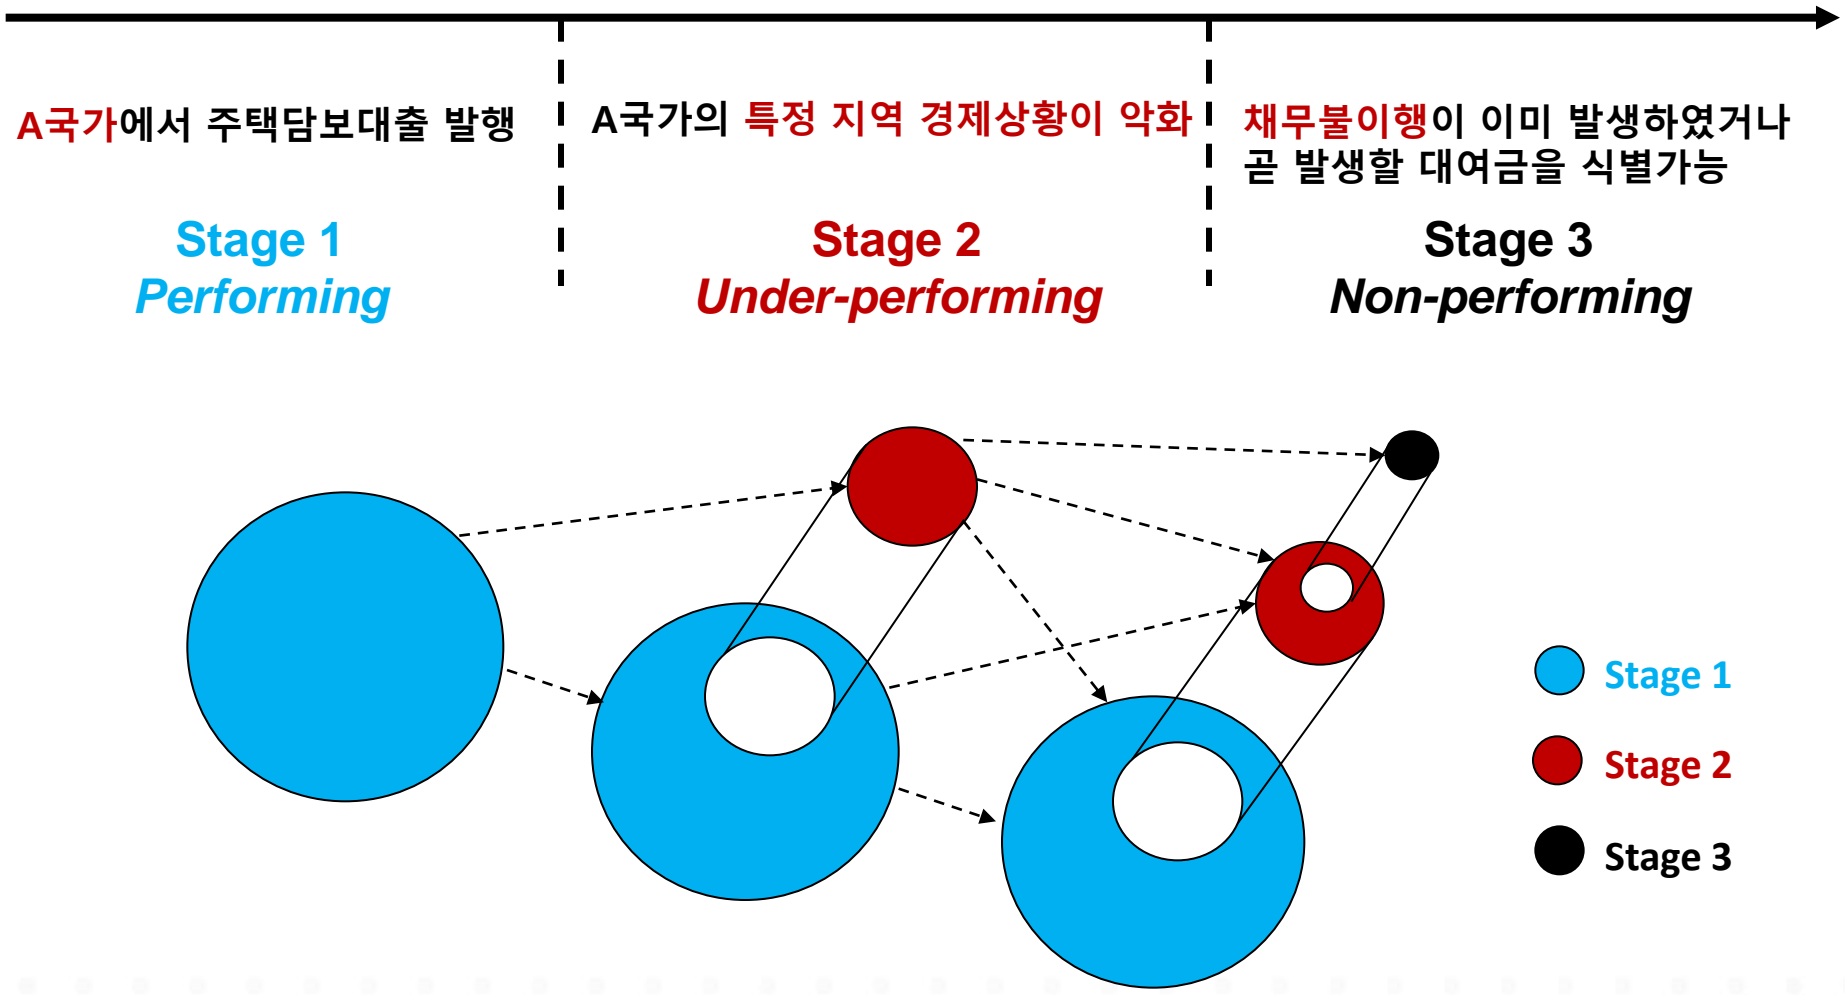 A국가에서 주택담보대출 발행
A국가의 특정 지역 경제상황이 악화
채무불이행이 이미 발생하였거나
곧 발생할 대여금을 식별가능
Stage 1
Performing
Stage 2
Under-performing
Stage 3
Non-performing
Stage 1
Stage 2
Stage 3